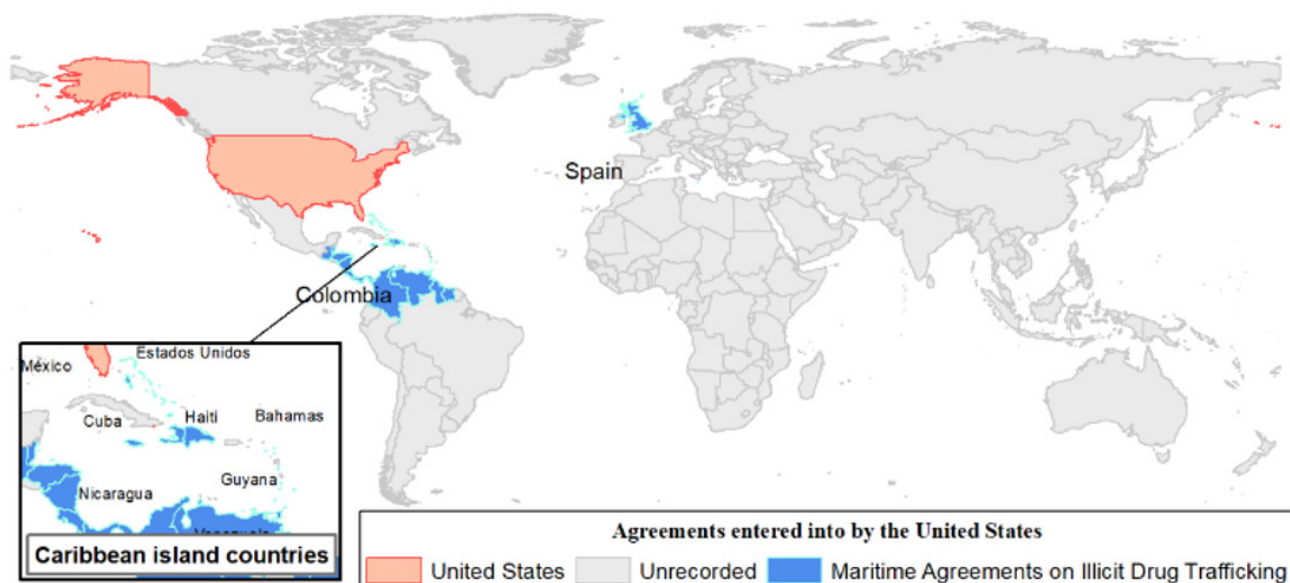 Spain
Colombia
Estados Unidos
México
Cuba
Haiti
Bahamas
Nicaragua
Guyana
Venezuela
Caribbean island countries
Agreements entered into by the United States
United States
Unrecorded
Maritime Agreements on Illicit Drug Trafficking